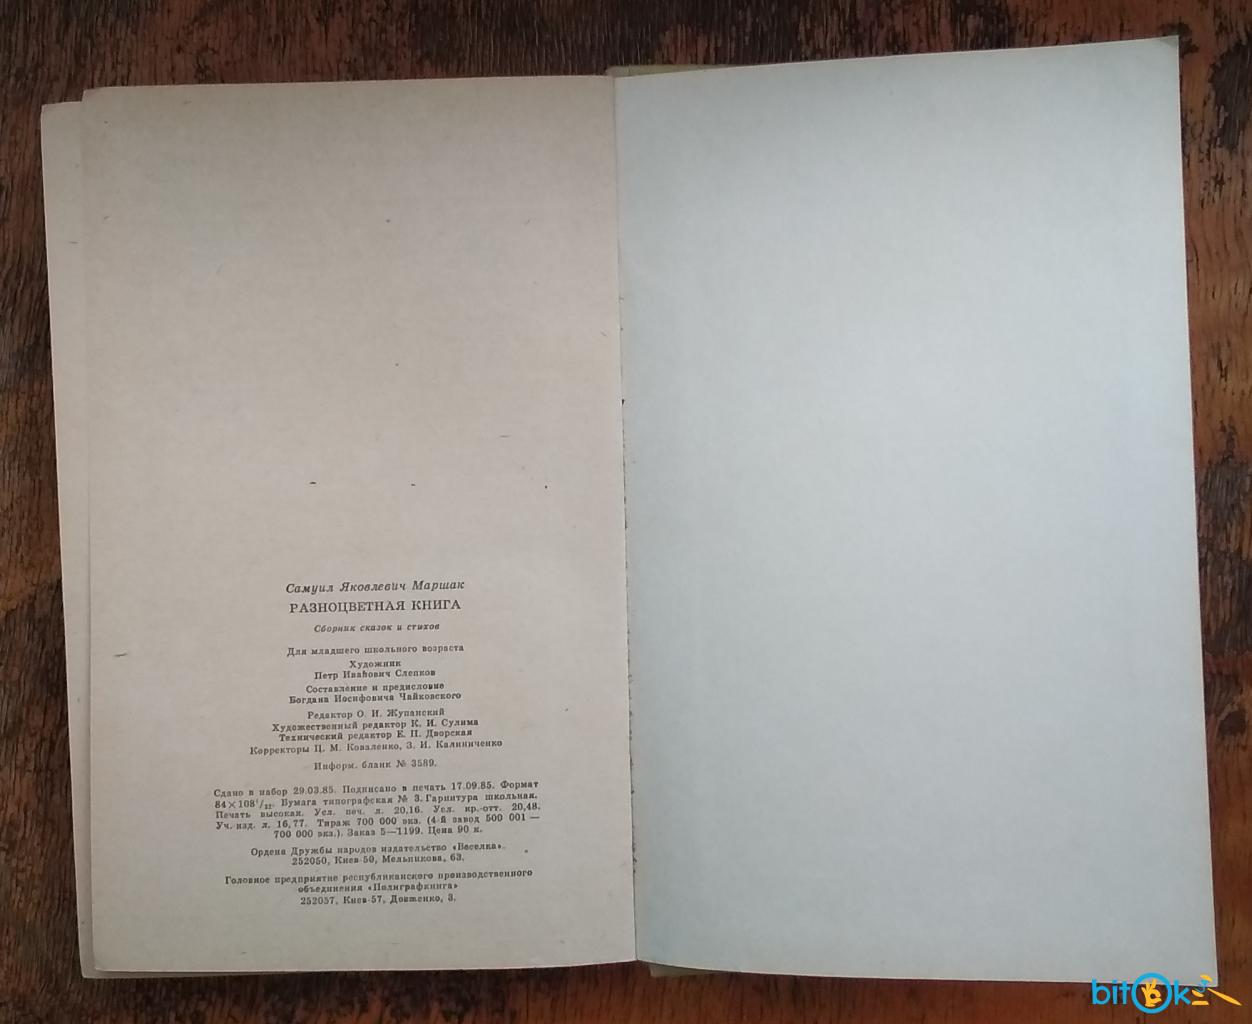 Самуил Яковлевич Маршак
РАЗНОЦВЕТНАЯ КНИГА
Сборник сказок и стихов
Для младшего школьного возраста
Художник
Петр Иванович Слепков
Составление и предисловие
Богдана Иосифовича Чайковского
Редактор О. И. Жупанский
Художественный редактор К. И. Сулима
Технический редактор Е. П. Дворская
Корректоры Ц. М. Коваленко, З. И. Калиниченко
Информ. бланк № 3589.
Сдано в набор 29.03.85. Подписано в печать 17.09.85. Формат
84×108¹/₃₂. Бумага типографская № 3. Гарнитура школьная.
Печать высокая. Усл. печ. л. 20,16. Усл. кр.-отт. 20,48.
Уч.-изд. л. 16,77. Тираж 700 000 экз. (4-й завод 500 001 —
700 000 экз.). Заказ 5—1199. Цена 90 к.
Ордена Дружбы народов издательство «Веселка».
252050, Киев-50, Мельникова, 63.
Головное предприятие республиканского производственного
объединения «Полиграфкнига»
252057, Киев-57, Довженко, 3.
bitok